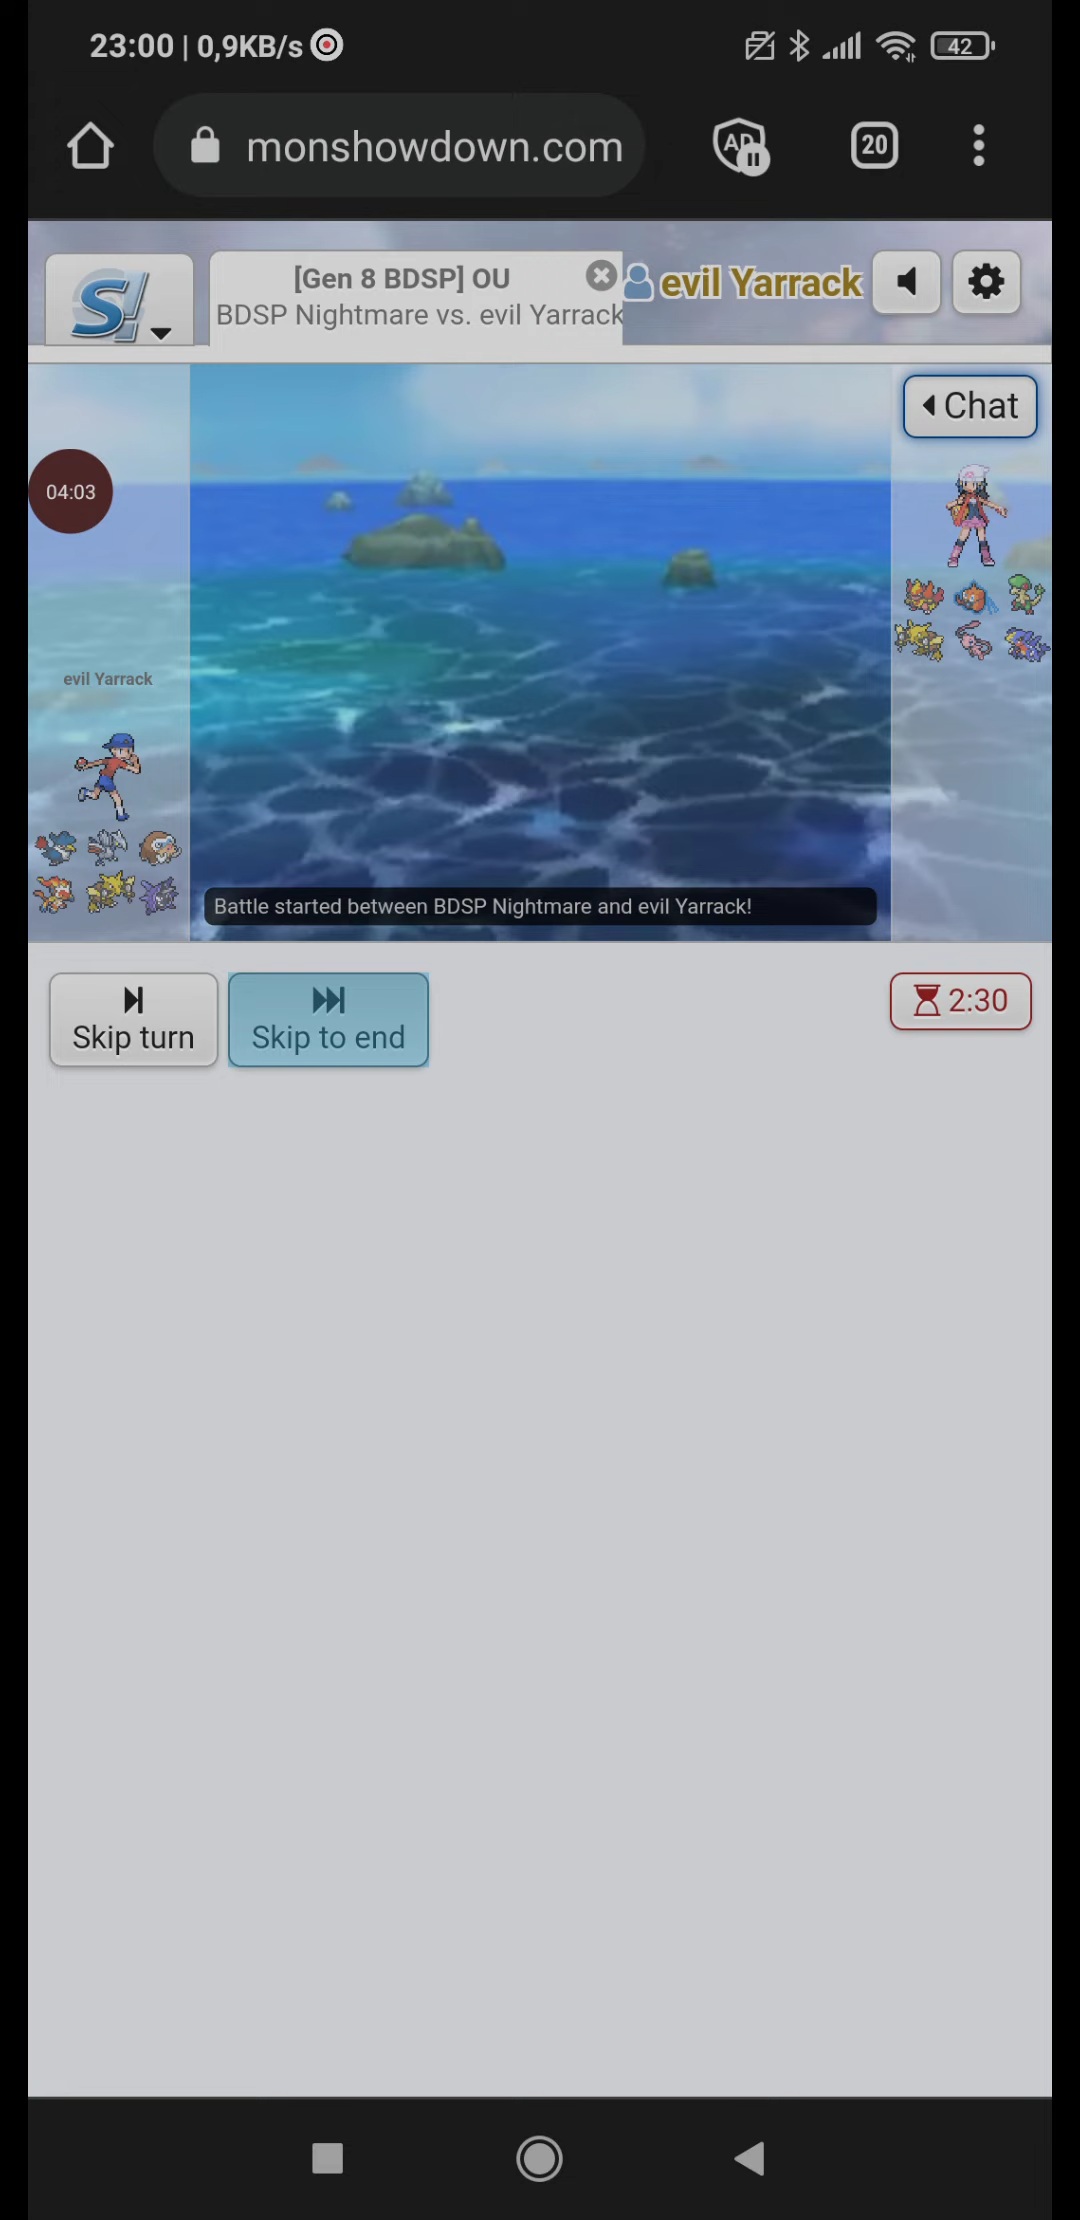 23:00 | 0,9KB/s
42
monshowdown.com
AD
20
S!
[Gen 8 BDSP] OU
BDSP Nightmare vs. evil Yarrack
evil Yarrack
Chat
04:03
evil Yarrack
Battle started between BDSP Nightmare and evil Yarrack!
Skip turn
Skip to end
2:30